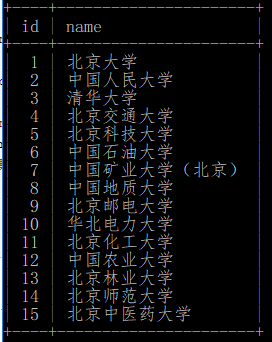 id name
1 北京大学
2 中国人民大学
3 清华大学
4 北京交通大学
5 北京科技大学
6 中国石油大学
7 中国矿业大学（北京）
8 中国地质大学
9 北京邮电大学
10 华北电力大学
11 北京化工大学
12 中国农业大学
13 北京林业大学
14 北京师范大学
15 北京中医药大学